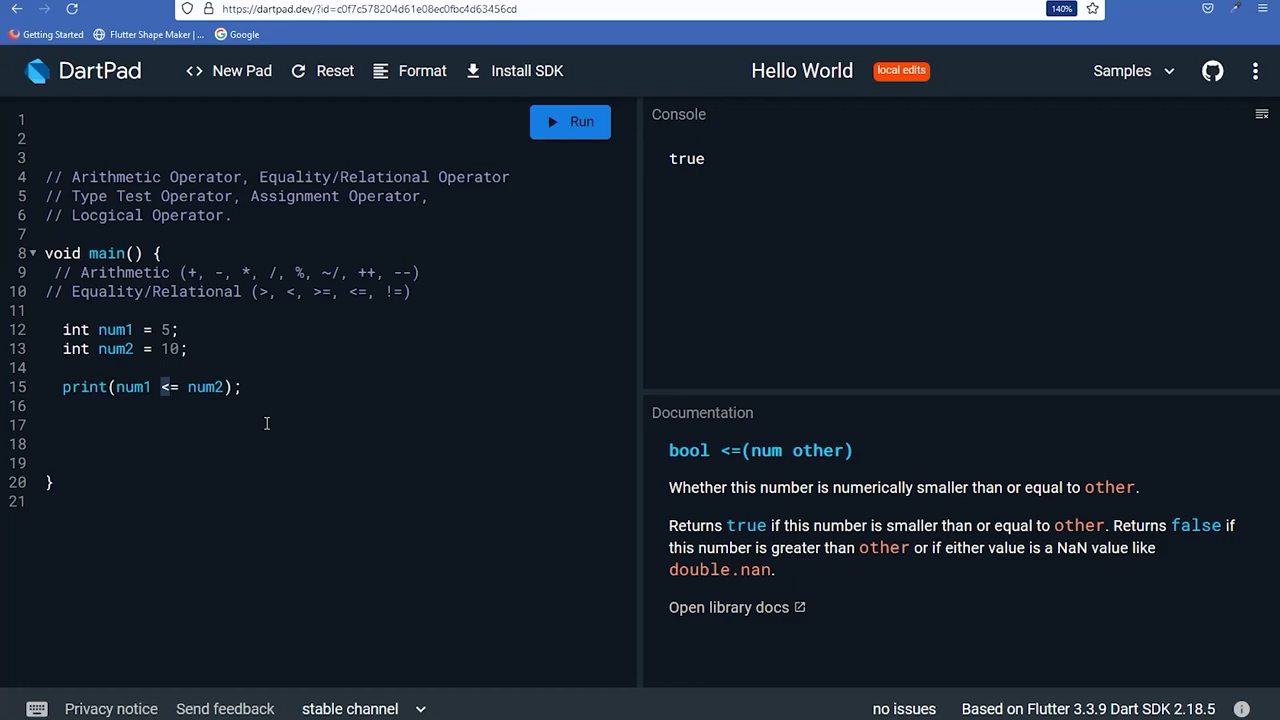 https://dartpad.dev/?id=c0f7c578204d61e08ec0fbc4d63456cd
140%
Getting Started
Flutter Shape Maker | ...
Google
DartPad
<> New Pad
Reset
Format
Install SDK
Hello World
local edits
Samples
Run
1
2
3
4 // Arithmetic Operator, Equality/Relational Operator
5 // Type Test Operator, Assignment Operator,
6 // Locgical Operator.
7
8 void main() {
9 // Arithmetic (+, -, *, /, %, ~/, ++, --)
10 // Equality/Relational (>, <, >=, <=, !=)
11
12 int num1 = 5;
13 int num2 = 10;
14
15 print(num1 <= num2);
16
17
18
19
20 }
21
Console
true
Documentation
bool <=(num other)
Whether this number is numerically smaller than or equal to other.
Returns true if this number is smaller than or equal to other. Returns false if
this number is greater than other or if either value is a NaN value like
double.nan.
Open library docs
Privacy notice
Send feedback
stable channel
no issues
Based on Flutter 3.3.9 Dart SDK 2.18.5